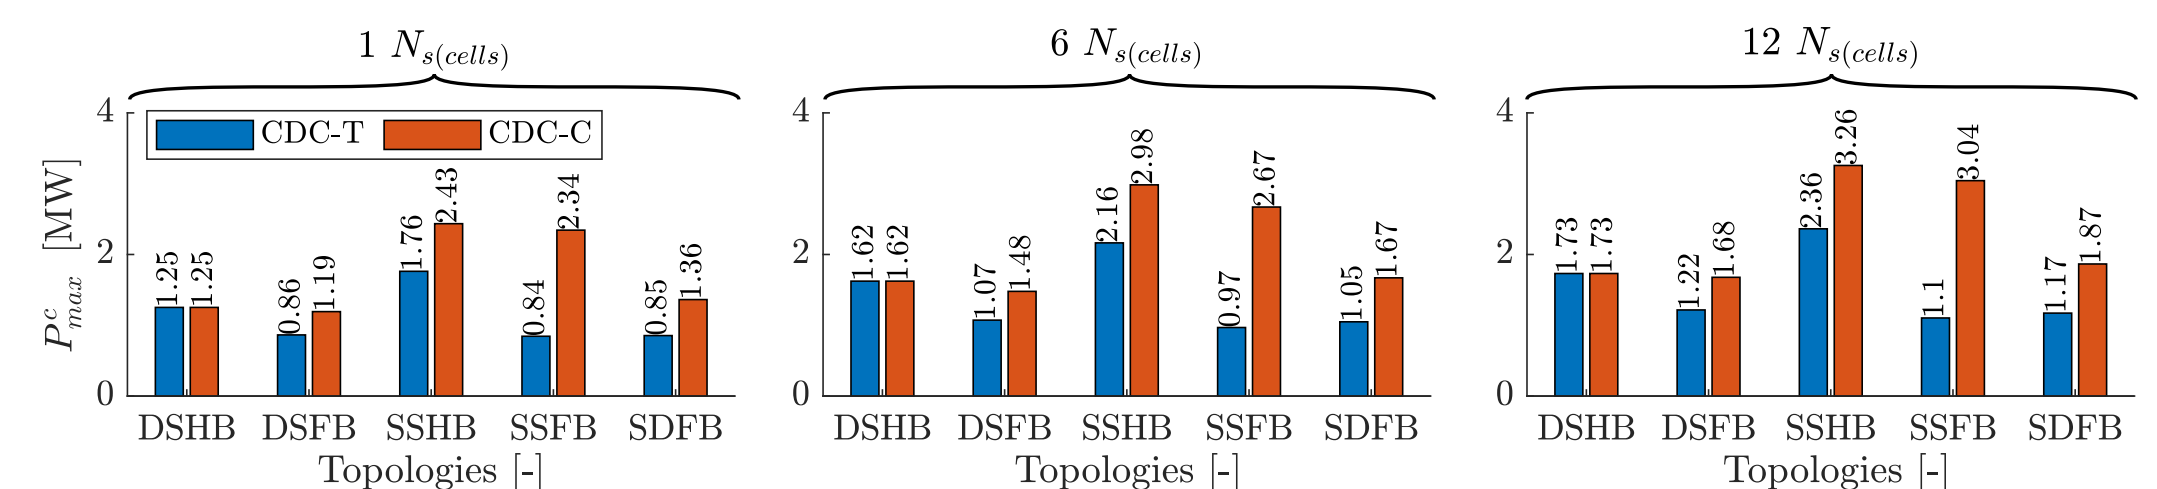 1 N_{s(cells)}
6 N_{s(cells)}
12 N_{s(cells)}
P^{c}_{max} [MW]
4
2
0
CDC-T CDC-C
1.25 1.25 0.86 1.19 1.76 2.43 0.84 2.34 0.85 1.36
DSHB DSFB SSHB SSFB SDFB
Topologies [-]
4
2
0
1.62 1.62 1.07 1.48 2.16 2.98 0.97 2.67 1.05 1.67
DSHB DSFB SSHB SSFB SDFB
Topologies [-]
4
2
0
1.73 1.73 1.22 1.68 2.36 3.26 1.1 3.04 1.17 1.87
DSHB DSFB SSHB SSFB SDFB
Topologies [-]